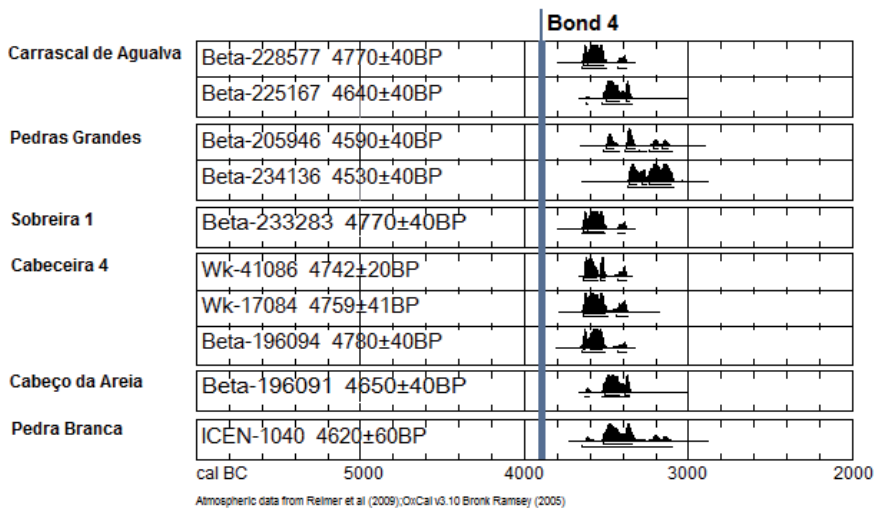 Bond 4
Carrascal de Agualva
Beta-228577 4770±40BP
Beta-225167 4640±40BP
Pedras Grandes
Beta-205946 4590±40BP
Beta-234136 4530±40BP
Sobreira 1
Beta-233283 4770±40BP
Cabeceira 4
Wk-41086 4742±20BP
Wk-17084 4759±41BP
Beta-196094 4780±40BP
Cabeço da Areia
Beta-196091 4650±40BP
Pedra Branca
ICEN-1040 4620±60BP
cal BC 5000 4000 3000 2000
Atmospheric data from Reimer et al (2009);OxCal v3.10 Bronk Ramsey (2005)